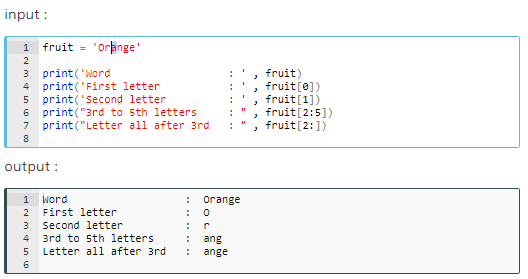 input :
1 fruit = 'Orange'
2
3 print('Word                : ' , fruit)
4 print('First letter        : ' , fruit[0])
5 print('Second letter       : ' , fruit[1])
6 print("3rd to 5th letters  : " , fruit[2:5])
7 print("Letter all after 3rd  : " , fruit[2:])
8
output :
1 Word                :  Orange
2 First letter        :  O
3 Second letter       :  r
4 3rd to 5th letters  :  ang
5 Letter all after 3rd  :  ange
6